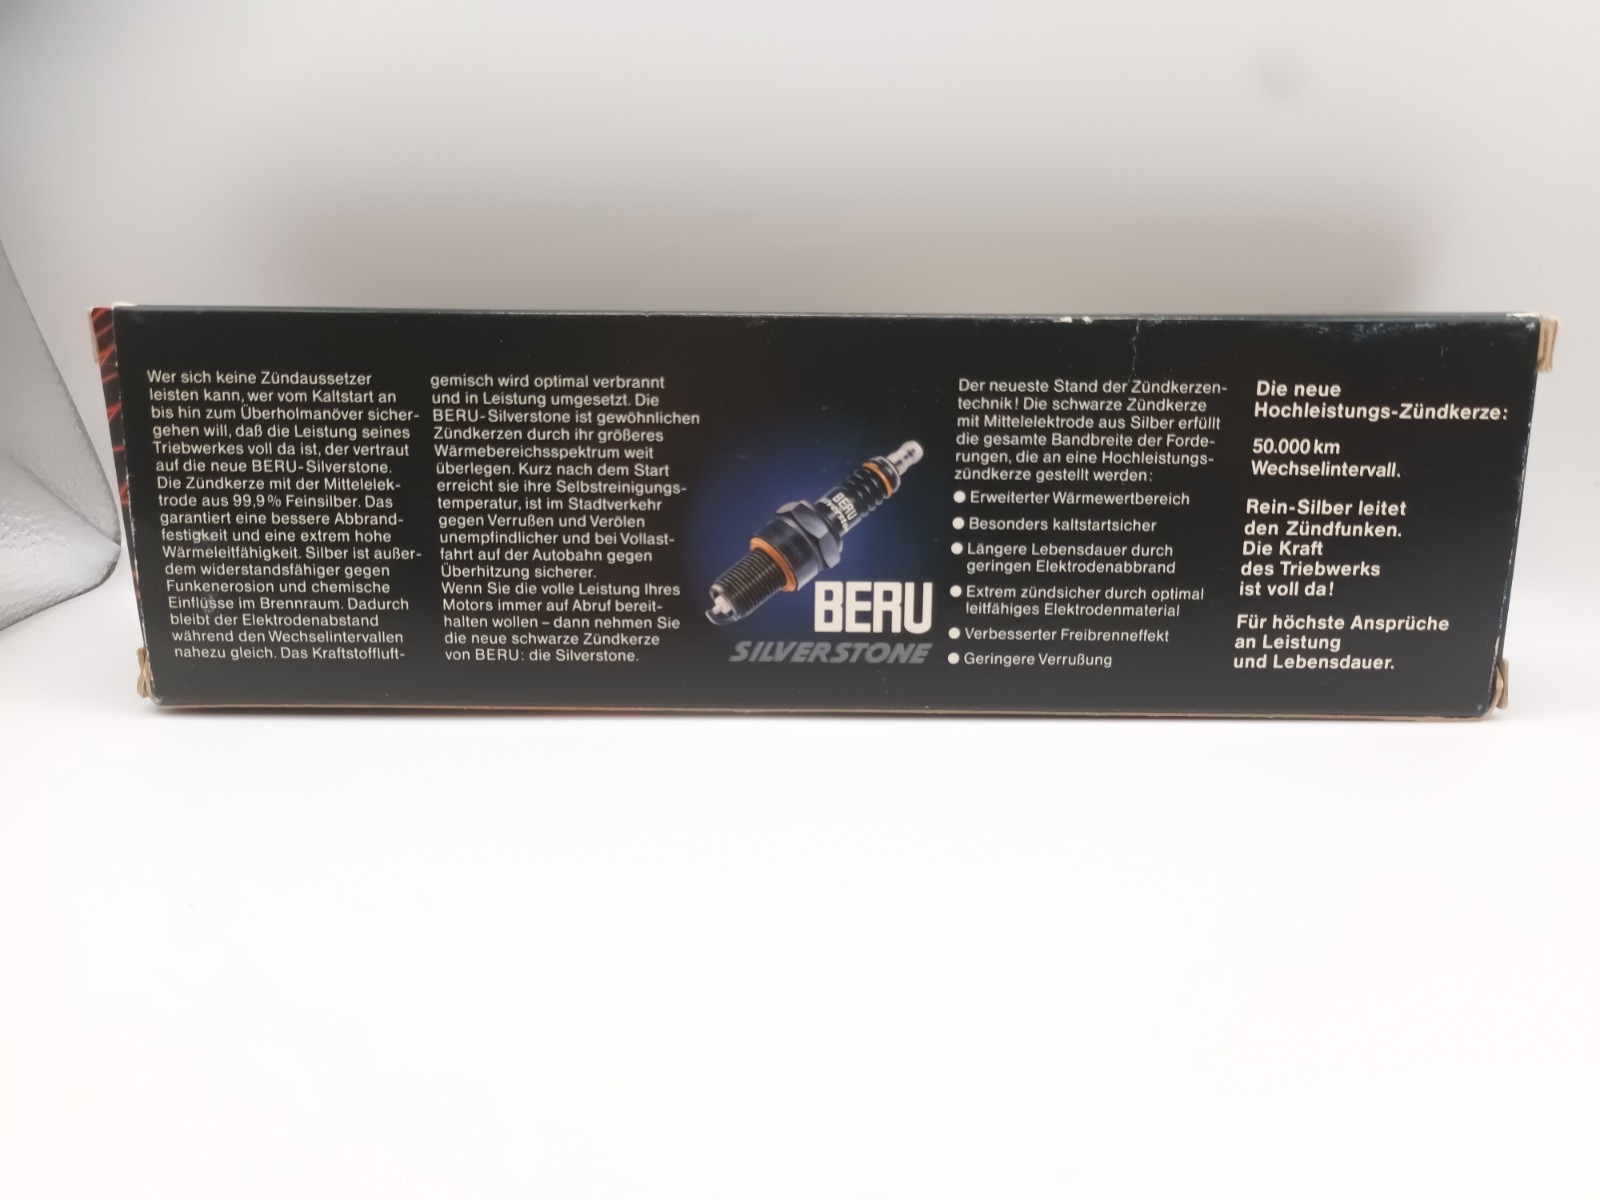 Wer sich keine Zündaussetzer
leisten kann, wer vom Kaltstart an
bis hin zum Überholmanöver sicher-
gehen will, daß die Leistung seines
Triebwerkes voll da ist, der vertraut
auf die neue BERU-Silverstone.
Die Zündkerze mit der Mittelelek-
trode aus 99,9% Feinsilber. Das
garantiert eine bessere Abbrand-
festigkeit und eine extrem hohe
Wärmeleitfähigkeit. Silber ist außer-
dem widerstandsfähiger gegen
Funkenerosion und chemische
Einflüsse im Brennraum. Dadurch
bleibt der Elektrodenabstand
während den Wechselintervallen
nahezu gleich. Das Kraftstoffluft-
gemisch wird optimal verbrannt
und in Leistung umgesetzt. Die
BERU-Silverstone ist gewöhnlichen
Zündkerzen durch ihr größeres
Wärmebereichsspektrum weit
überlegen. Kurz nach dem Start
erreicht sie ihre Selbstreinigungs-
temperatur, ist im Stadtverkehr
gegen Verrußen und Verölen
unempfindlicher und bei Vollast-
fahrt auf der Autobahn gegen
Überhitzung sicherer.
Wenn Sie die volle Leistung Ihres
Motors immer auf Abruf bereit-
halten wollen – dann nehmen Sie
die neue schwarze Zündkerze
von BERU: die Silverstone.
BERU
BERU
SILVERSTONE
Der neueste Stand der Zündkerzen-
technik! Die schwarze Zündkerze
mit Mittelelektrode aus Silber erfüllt
die gesamte Bandbreite der Forde-
rungen, die an eine Hochleistungs-
zündkerze gestellt werden:
● Erweiterter Wärmewertbereich
● Besonders kaltstartsicher
● Längere Lebensdauer durch
geringen Elektrodenabbrand
● Extrem zündsicher durch optimal
leitfähiges Elektrodenmaterial
● Verbesserter Freibrenneffekt
● Geringere Verrußung
Die neue
Hochleistungs-Zündkerze:
50.000 km
Wechselintervall.
Rein-Silber leitet
den Zündfunken.
Die Kraft
des Triebwerks
ist voll da!
Für höchste Ansprüche
an Leistung
und Lebensdauer.